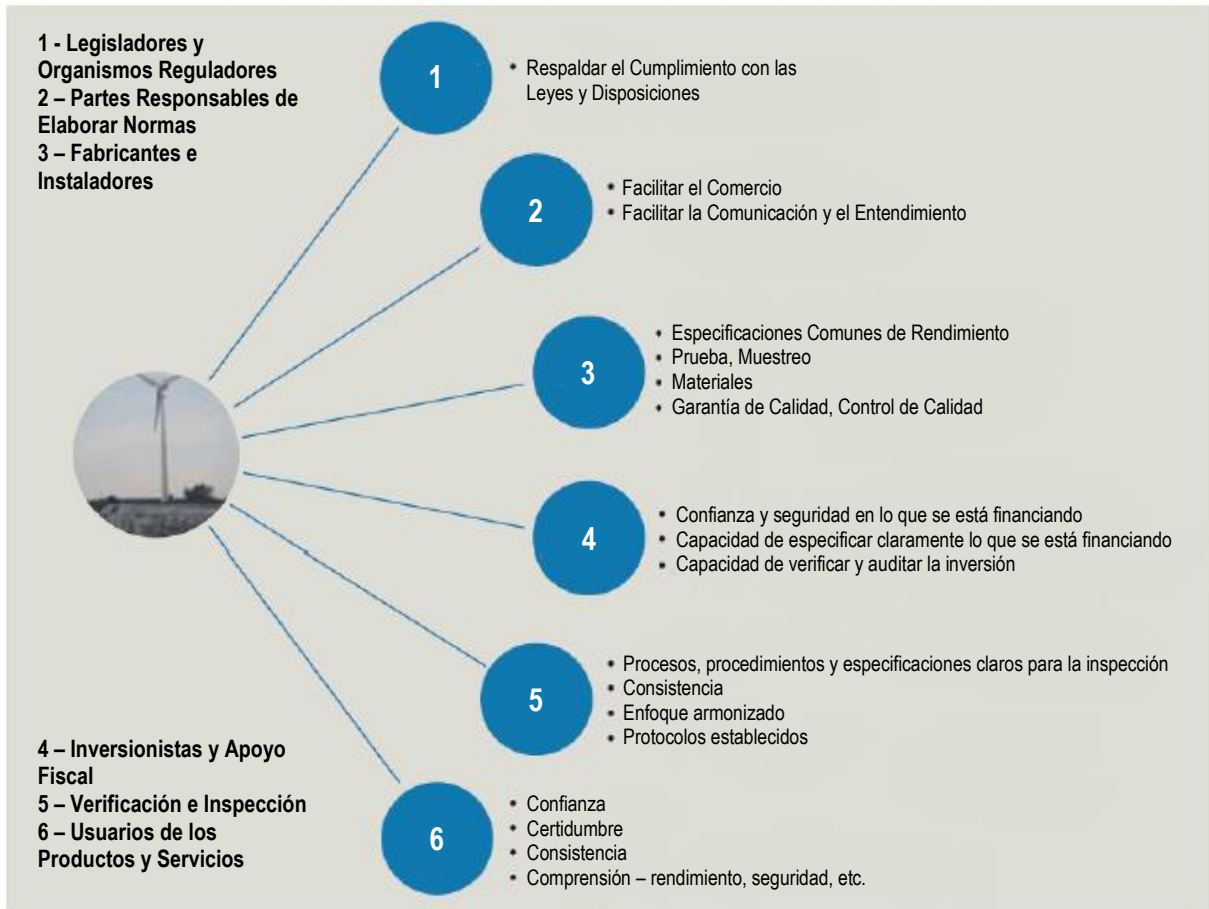 1 - Legisladores y
Organismos Reguladores
2 – Partes Responsables de
Elaborar Normas
3 – Fabricantes e
Instaladores
1
• Respaldar el Cumplimiento con las
Leyes y Disposiciones
2
• Facilitar el Comercio
• Facilitar la Comunicación y el Entendimiento
3
• Especificaciones Comunes de Rendimiento
• Prueba, Muestreo
• Materiales
• Garantía de Calidad, Control de Calidad
4
• Confianza y seguridad en lo que se está financiando
• Capacidad de especificar claramente lo que se está financiando
• Capacidad de verificar y auditar la inversión
5
• Procesos, procedimientos y especificaciones claros para la inspección
• Consistencia
• Enfoque armonizado
• Protocolos establecidos
4 – Inversionistas y Apoyo
Fiscal
5 – Verificación e Inspección
6 – Usuarios de los
Productos y Servicios
6
• Confianza
• Certidumbre
• Consistencia
• Comprensión – rendimiento, seguridad, etc.